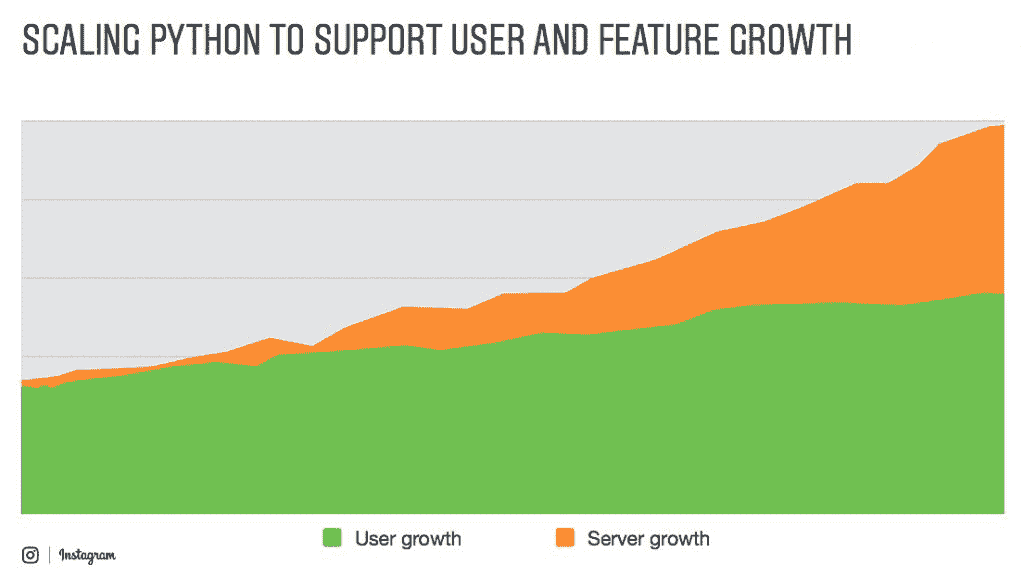 SCALING PYTHON TO SUPPORT USER AND FEATURE GROWTH
User growth
Server growth
Instagram